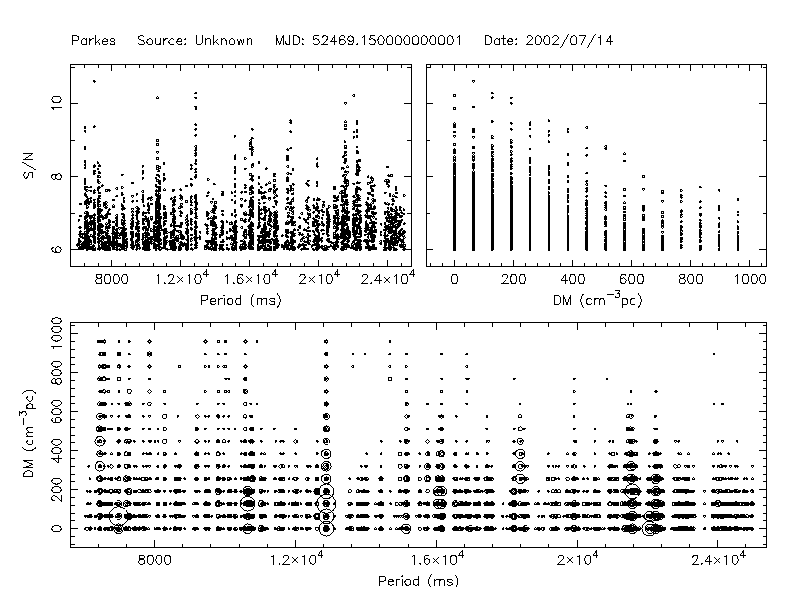 Parkes Source: Unknown MJD: 52469.150000000001 Date: 2002/07/14
S/N
10
8
6
8000 1.2×10⁴ 1.6×10⁴ 2×10⁴ 2.4×10⁴
Period (ms)
0 200 400 600 800 1000
DM (cm⁻³pc)
DM (cm⁻³pc)
1000
800
600
400
200
0
8000 1.2×10⁴ 1.6×10⁴ 2×10⁴ 2.4×10⁴
Period (ms)